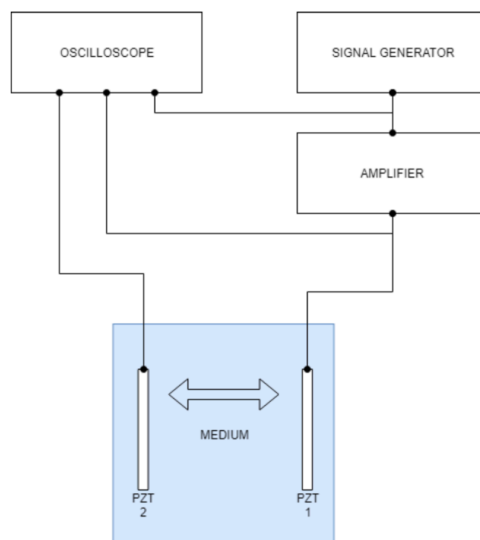 OSCILLOSCOPE
SIGNAL GENERATOR
AMPLIFIER
MEDIUM
PZT
2
PZT
1